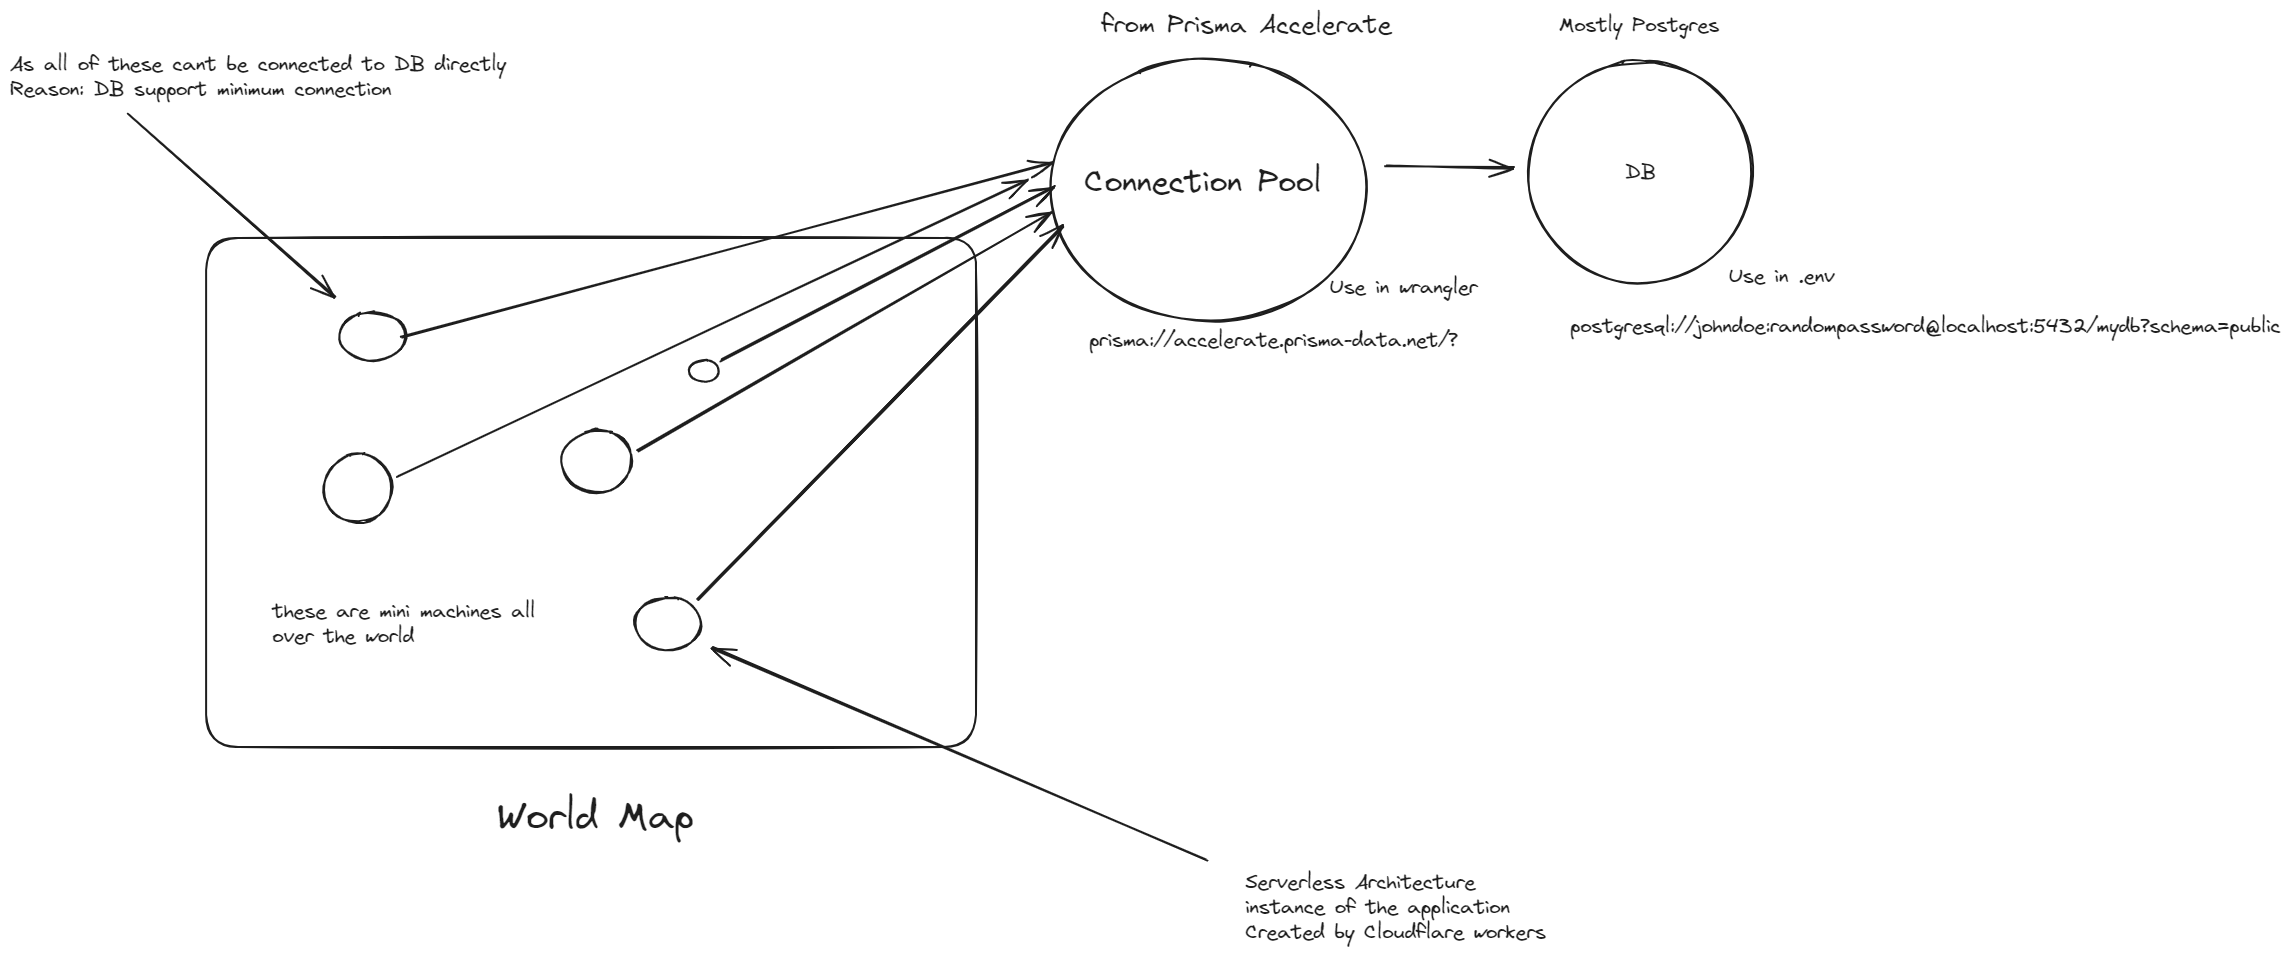 from Prisma Accelerate
Mostly Postgres
As all of these cant be connected to DB directly
Reason: DB support minimum connection
Connection Pool
DB
Use in wrangler
Use in .env
prisma://accelerate.prisma-data.net/?
postgresql://johndoe:randompassword@localhost:5432/mydb?schema=public
these are mini machines all
over the world
World Map
Serverless Architecture
instance of the application
Created by Cloudflare workers